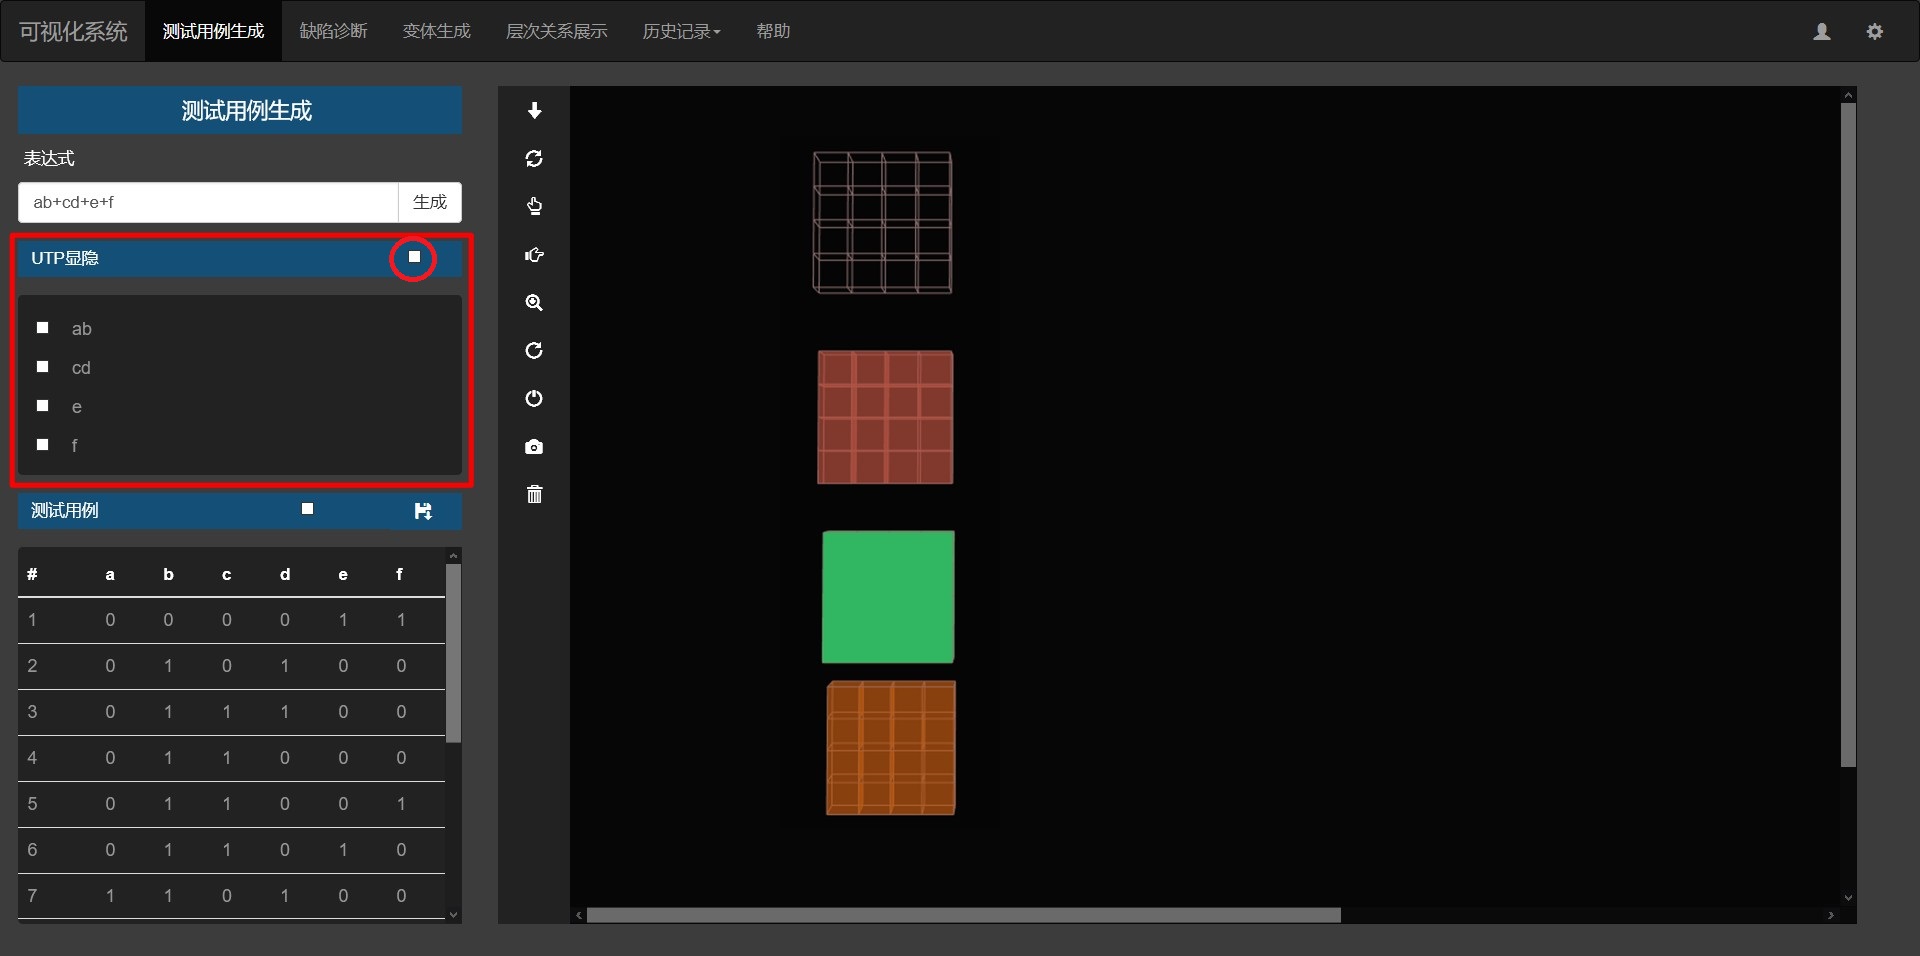 可视化系统 测试用例生成 缺陷诊断 变体生成 层次关系展示 历史记录 帮助
测试用例生成
表达式
ab+cd+e+f 生成
UTP显隐
ab
cd
e
f
测试用例
# a b c d e f
1 0 0 0 0 1 1
2 0 1 0 1 0 0
3 0 1 1 1 0 0
4 0 1 1 0 0 0
5 0 1 1 0 0 1
6 0 1 1 0 1 0
7 1 1 0 1 0 0